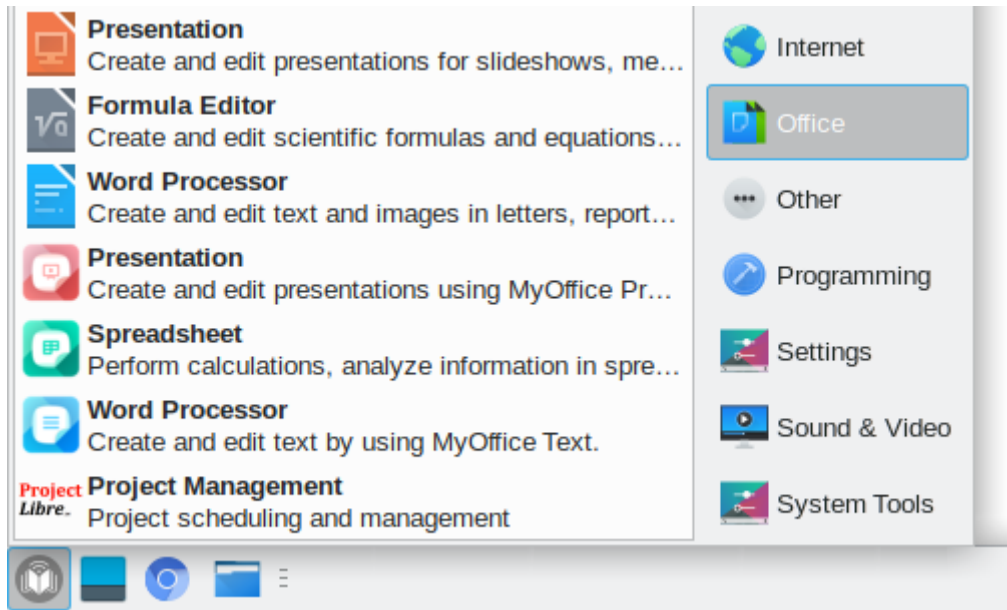 Presentation
Create and edit presentations for slideshows, me...
Formula Editor
Create and edit scientific formulas and equations...
Word Processor
Create and edit text and images in letters, report...
Presentation
Create and edit presentations using MyOffice Pr...
Spreadsheet
Perform calculations, analyze information in spre...
Word Processor
Create and edit text by using MyOffice Text.
Project Libre
Project Management
Project scheduling and management
Internet
Office
Other
Programming
Settings
Sound & Video
System Tools